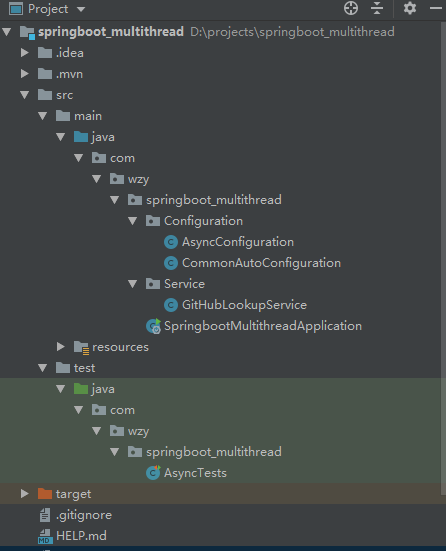 Project
springboot_multithread D:\projects\springboot_multithread
.idea
.mvn
src
main
java
com
wzy
springboot_multithread
Configuration
AsyncConfiguration
CommonAutoConfiguration
Service
GitHubLookupService
SpringbootMultithreadApplication
resources
test
java
com
wzy
springboot_multithread
AsyncTests
target
.gitignore
HELP.md